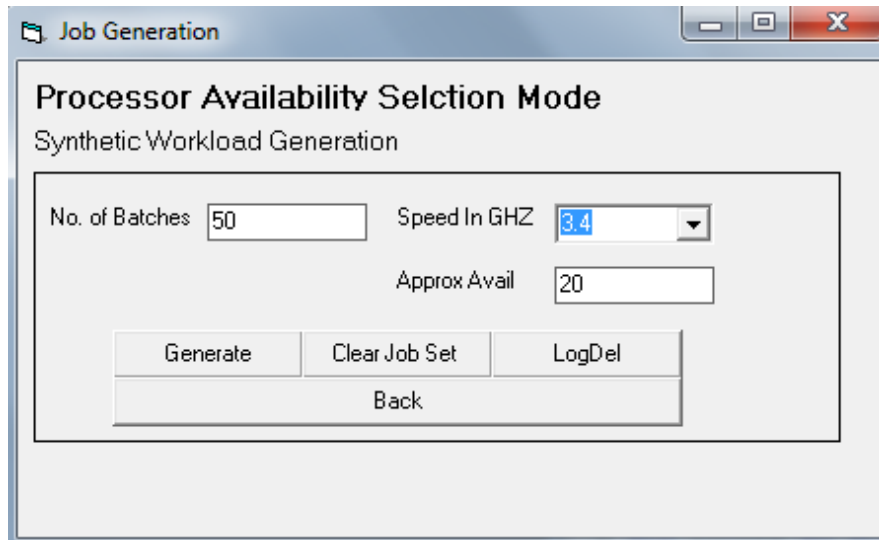 Job Generation
Processor Availability Selction Mode
Synthetic Workload Generation
No. of Batches 50 Speed In GHZ 3.4
Approx Avail 20
Generate Clear Job Set LogDel
Back